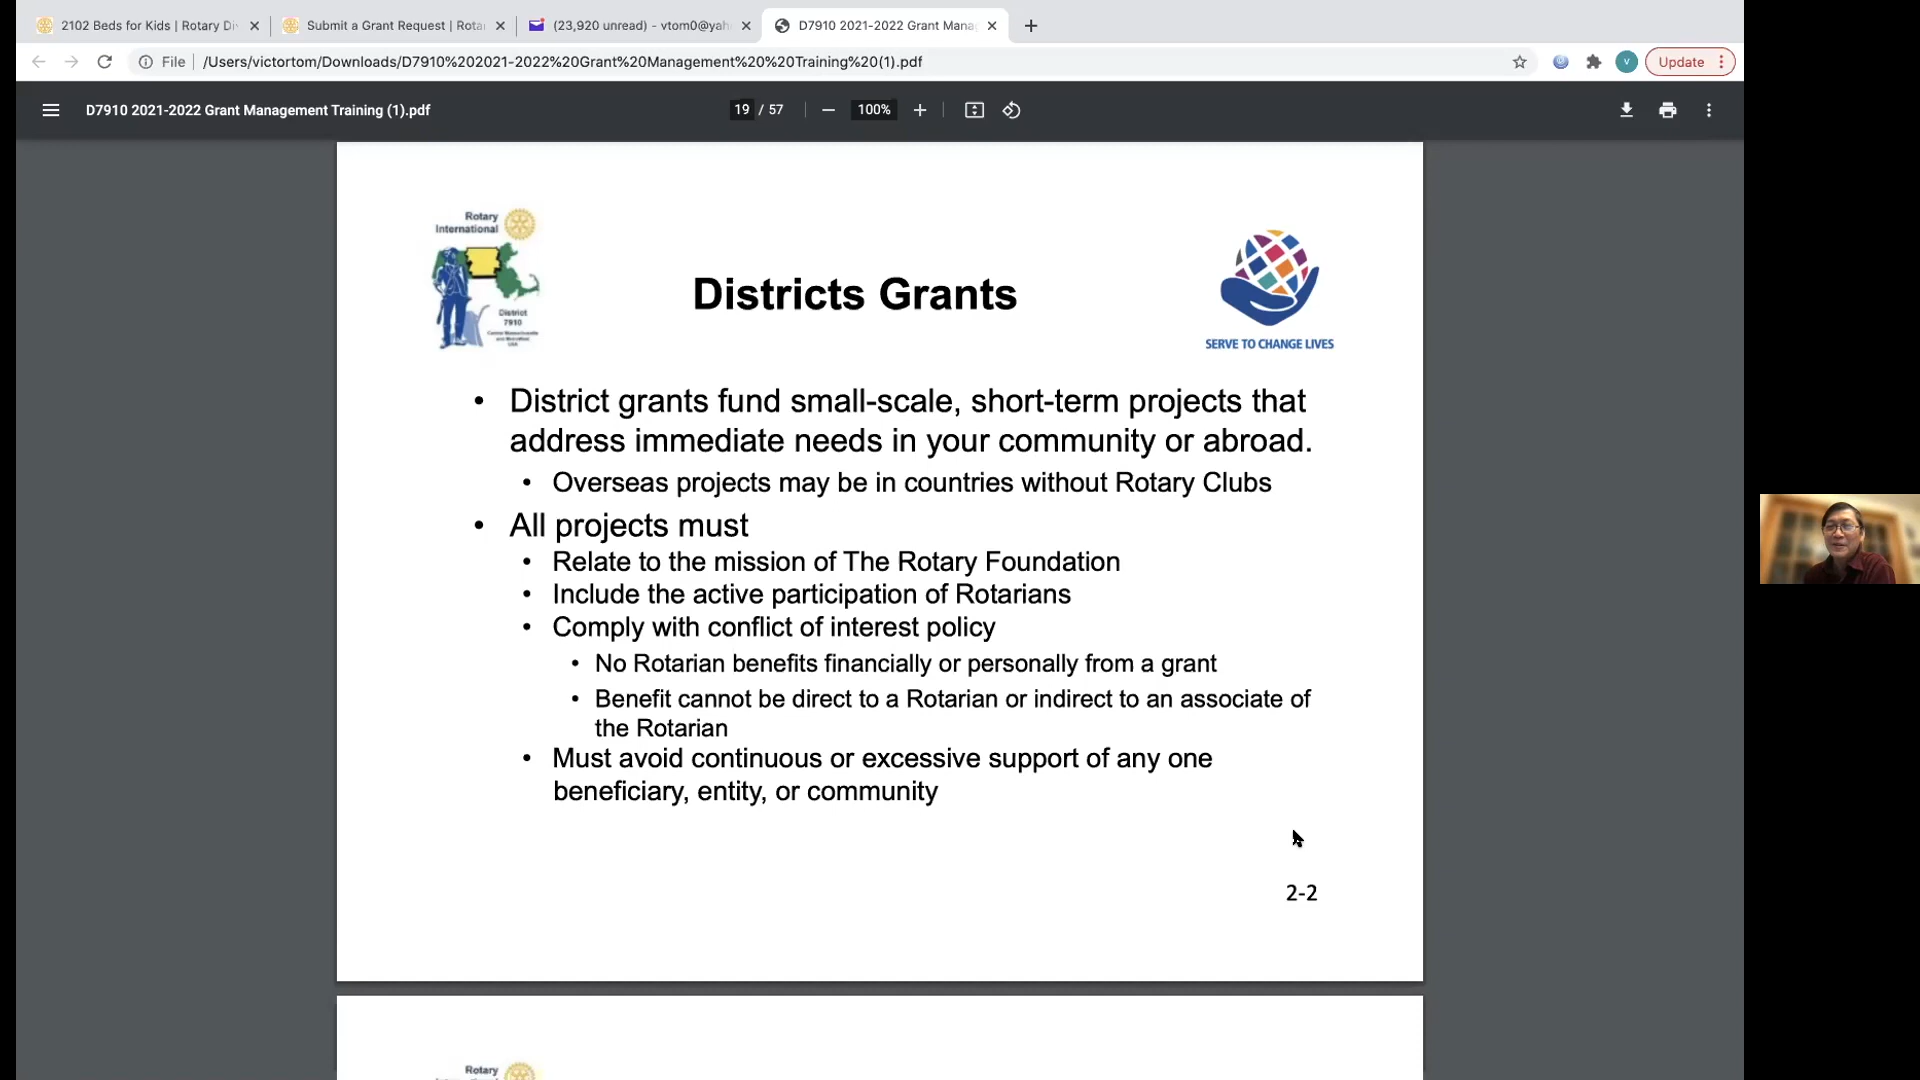 2102 Beds for Kids | Rotary Di
Submit a Grant Request | Rota
(23,920 unread) - vtom0@yah
D7910 2021-2022 Grant Mana
File
/Users/victortom/Downloads/D7910%202021-2022%20Grant%20Management%20%20Training%20(1).pdf
V
Update
D7910 2021-2022 Grant Management Training (1).pdf
19 / 57
100%
Rotary
International
District
7910
Districts Grants
SERVE TO CHANGE LIVES
• District grants fund small-scale, short-term projects that
address immediate needs in your community or abroad.
• Overseas projects may be in countries without Rotary Clubs
• All projects must
• Relate to the mission of The Rotary Foundation
• Include the active participation of Rotarians
• Comply with conflict of interest policy
• No Rotarian benefits financially or personally from a grant
• Benefit cannot be direct to a Rotarian or indirect to an associate of
the Rotarian
• Must avoid continuous or excessive support of any one
beneficiary, entity, or community
2-2
Rotary